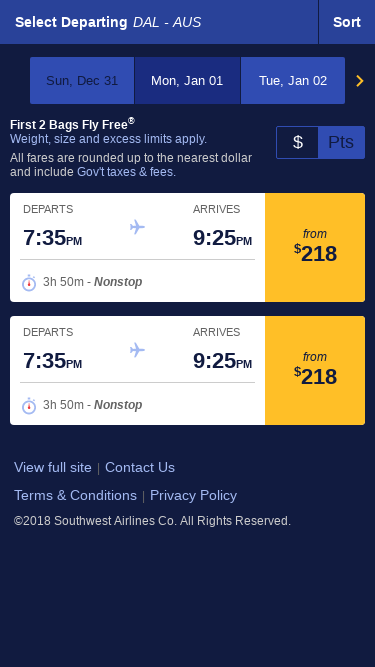 Select Departing DAL - AUS Sort
Sun, Dec 31 Mon, Jan 01 Tue, Jan 02
First 2 Bags Fly Free®
Weight, size and excess limits apply.
All fares are rounded up to the nearest dollar
and include Gov't taxes & fees.
$ Pts
DEPARTS ARRIVES
7:35PM 9:25PM
from
$218
3h 50m - Nonstop
DEPARTS ARRIVES
7:35PM 9:25PM
from
$218
3h 50m - Nonstop
View full site | Contact Us
Terms & Conditions | Privacy Policy
©2018 Southwest Airlines Co. All Rights Reserved.